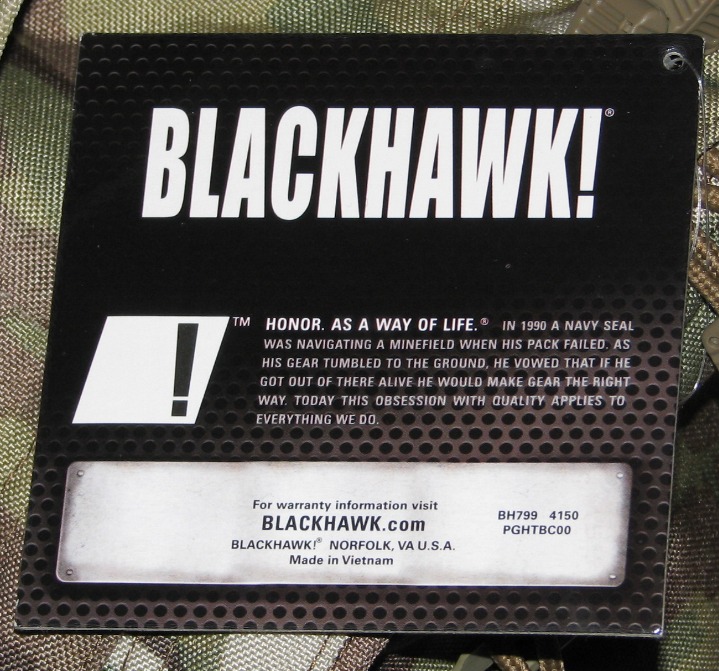 BLACKHAWK!®
! ™
HONOR. AS A WAY OF LIFE.® IN 1990 A NAVY SEAL
WAS NAVIGATING A MINEFIELD WHEN HIS PACK FAILED. AS
HIS GEAR TUMBLED TO THE GROUND, HE VOWED THAT IF HE
GOT OUT OF THERE ALIVE HE WOULD MAKE GEAR THE RIGHT
WAY. TODAY THIS OBSESSION WITH QUALITY APPLIES TO
EVERYTHING WE DO.
For warranty information visit
BLACKHAWK.com
BLACKHAWK!® NORFOLK, VA U.S.A.
Made in Vietnam
BH799 4150
PGHTBC00